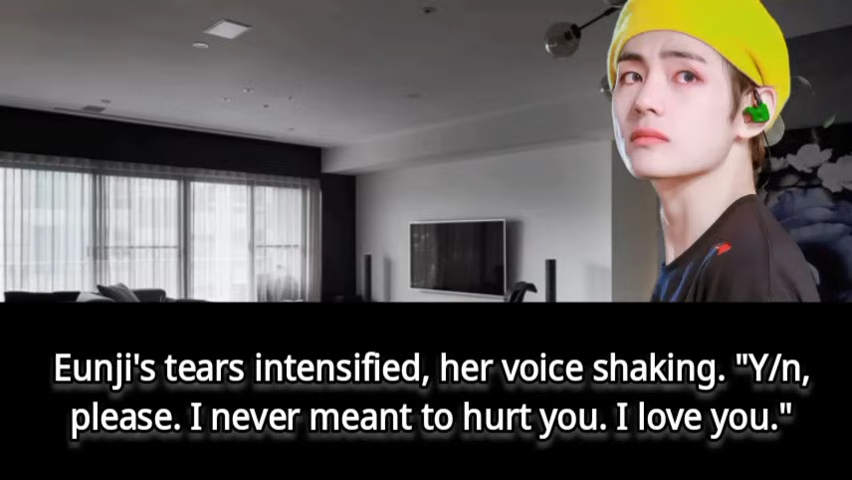 Eunji's tears intensified, her voice shaking. "Y/n,
please. I never meant to hurt you. I love you."